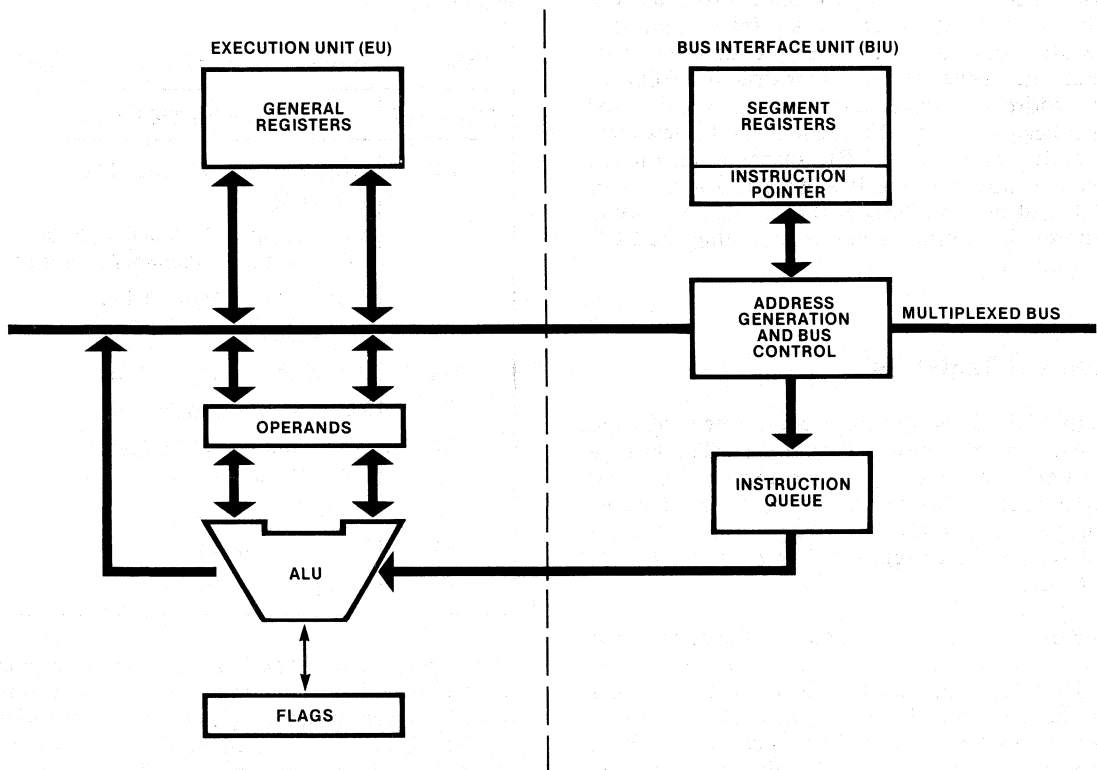 EXECUTION UNIT (EU)
GENERAL
REGISTERS
OPERANDS
ALU
FLAGS
BUS INTERFACE UNIT (BIU)
SEGMENT
REGISTERS
INSTRUCTION
POINTER
ADDRESS
GENERATION
AND BUS
CONTROL
MULTIPLEXED BUS
INSTRUCTION
QUEUE